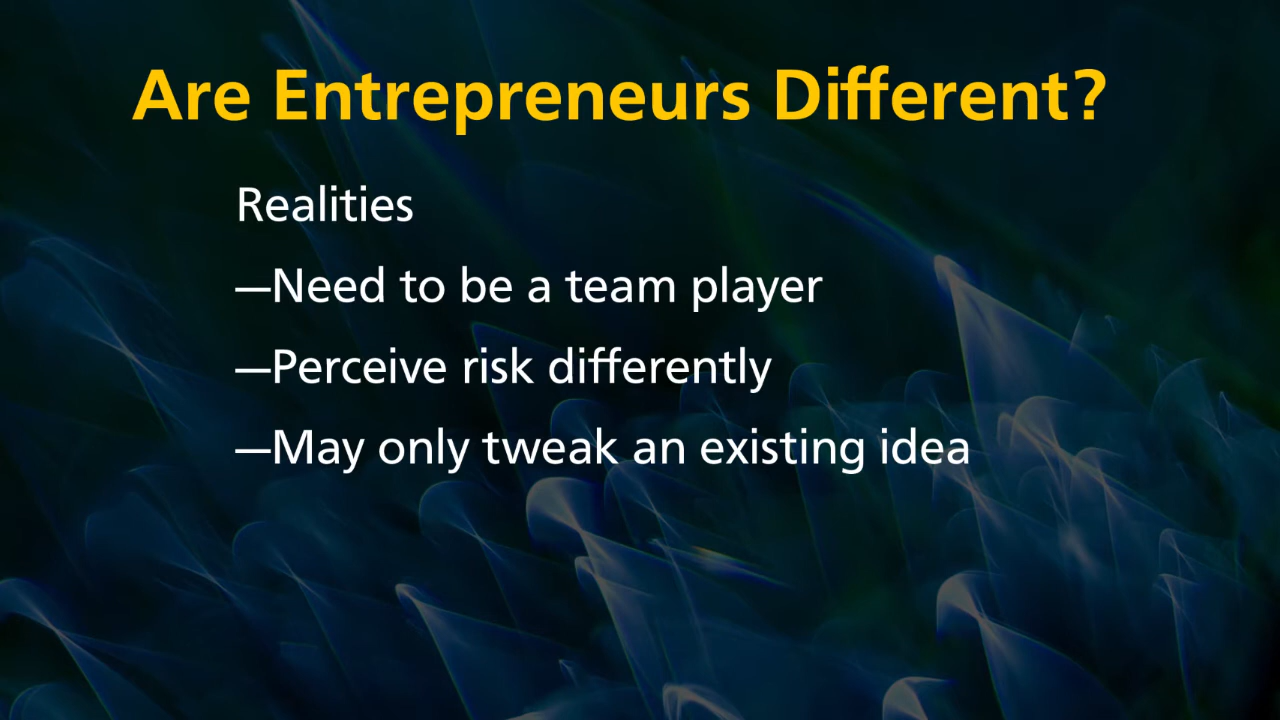 Are Entrepreneurs Different?
Realities
—Need to be a team player
—Perceive risk differently
—May only tweak an existing idea